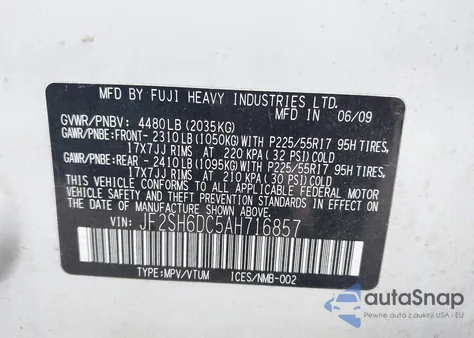 MFD BY FUJI HEAVY INDUSTRIES LTD.
GVWR/PNBV: 4480LB (2035KG) IN 06/09
GAWR/PNBE: FRONT- 2310LB(1050KG)WITH P225/55R17 95H TIRES,
17X7JJ RIMS AT 220 KPA (32 PSI) COLD
GAWR/PNBE: REAR - 2410LB(1095KG)WITH P225/55R17 95H TIRES,
17X7JJ RIMS AT 210 KPA (30 PSI) COLD
THIS VEHICLE CONFORMS TO ALL APPLICABLE FEDERAL MOTOR
VEHICLE SAFETY STANDARDS IN EFFECT ON THE DATE OF
MANUFACTURE SHOWN ABOVE.
VIN: JF2SH6DC5AH716857
TYPE:MPV/VTUM ICES/NMB-002
autoSnap
Pewne auta z USA i EU